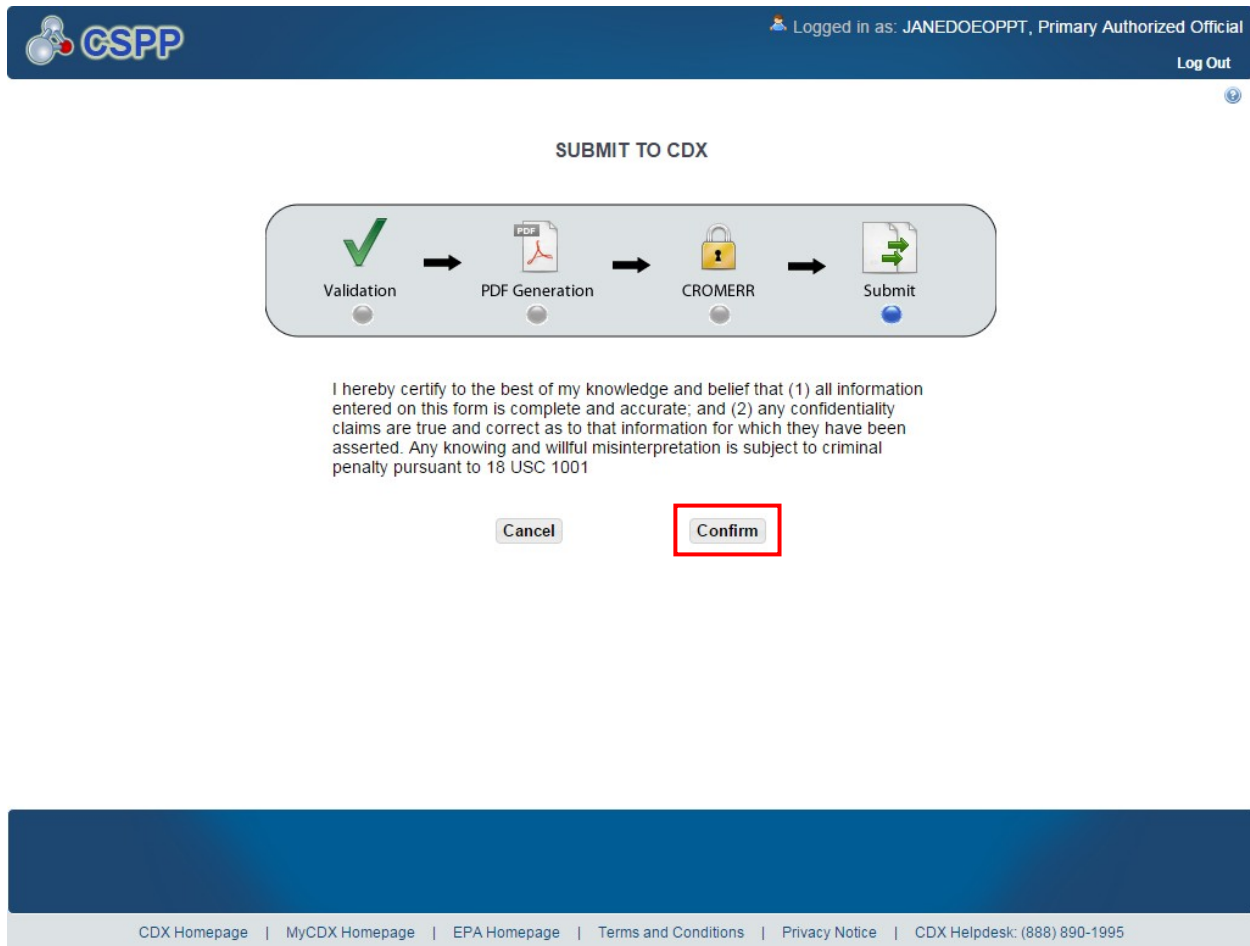 CSPP
Logged in as: JANEDOEOPPT, Primary Authorized Official
Log Out
SUBMIT TO CDX
PDF
Validation PDF Generation CROMERR Submit
I hereby certify to the best of my knowledge and belief that (1) all information
entered on this form is complete and accurate; and (2) any confidentiality
claims are true and correct as to that information for which they have been
asserted. Any knowing and willful misinterpretation is subject to criminal
penalty pursuant to 18 USC 1001
Cancel Confirm
CDX Homepage | MyCDX Homepage | EPA Homepage | Terms and Conditions | Privacy Notice | CDX Helpdesk: (888) 890-1995